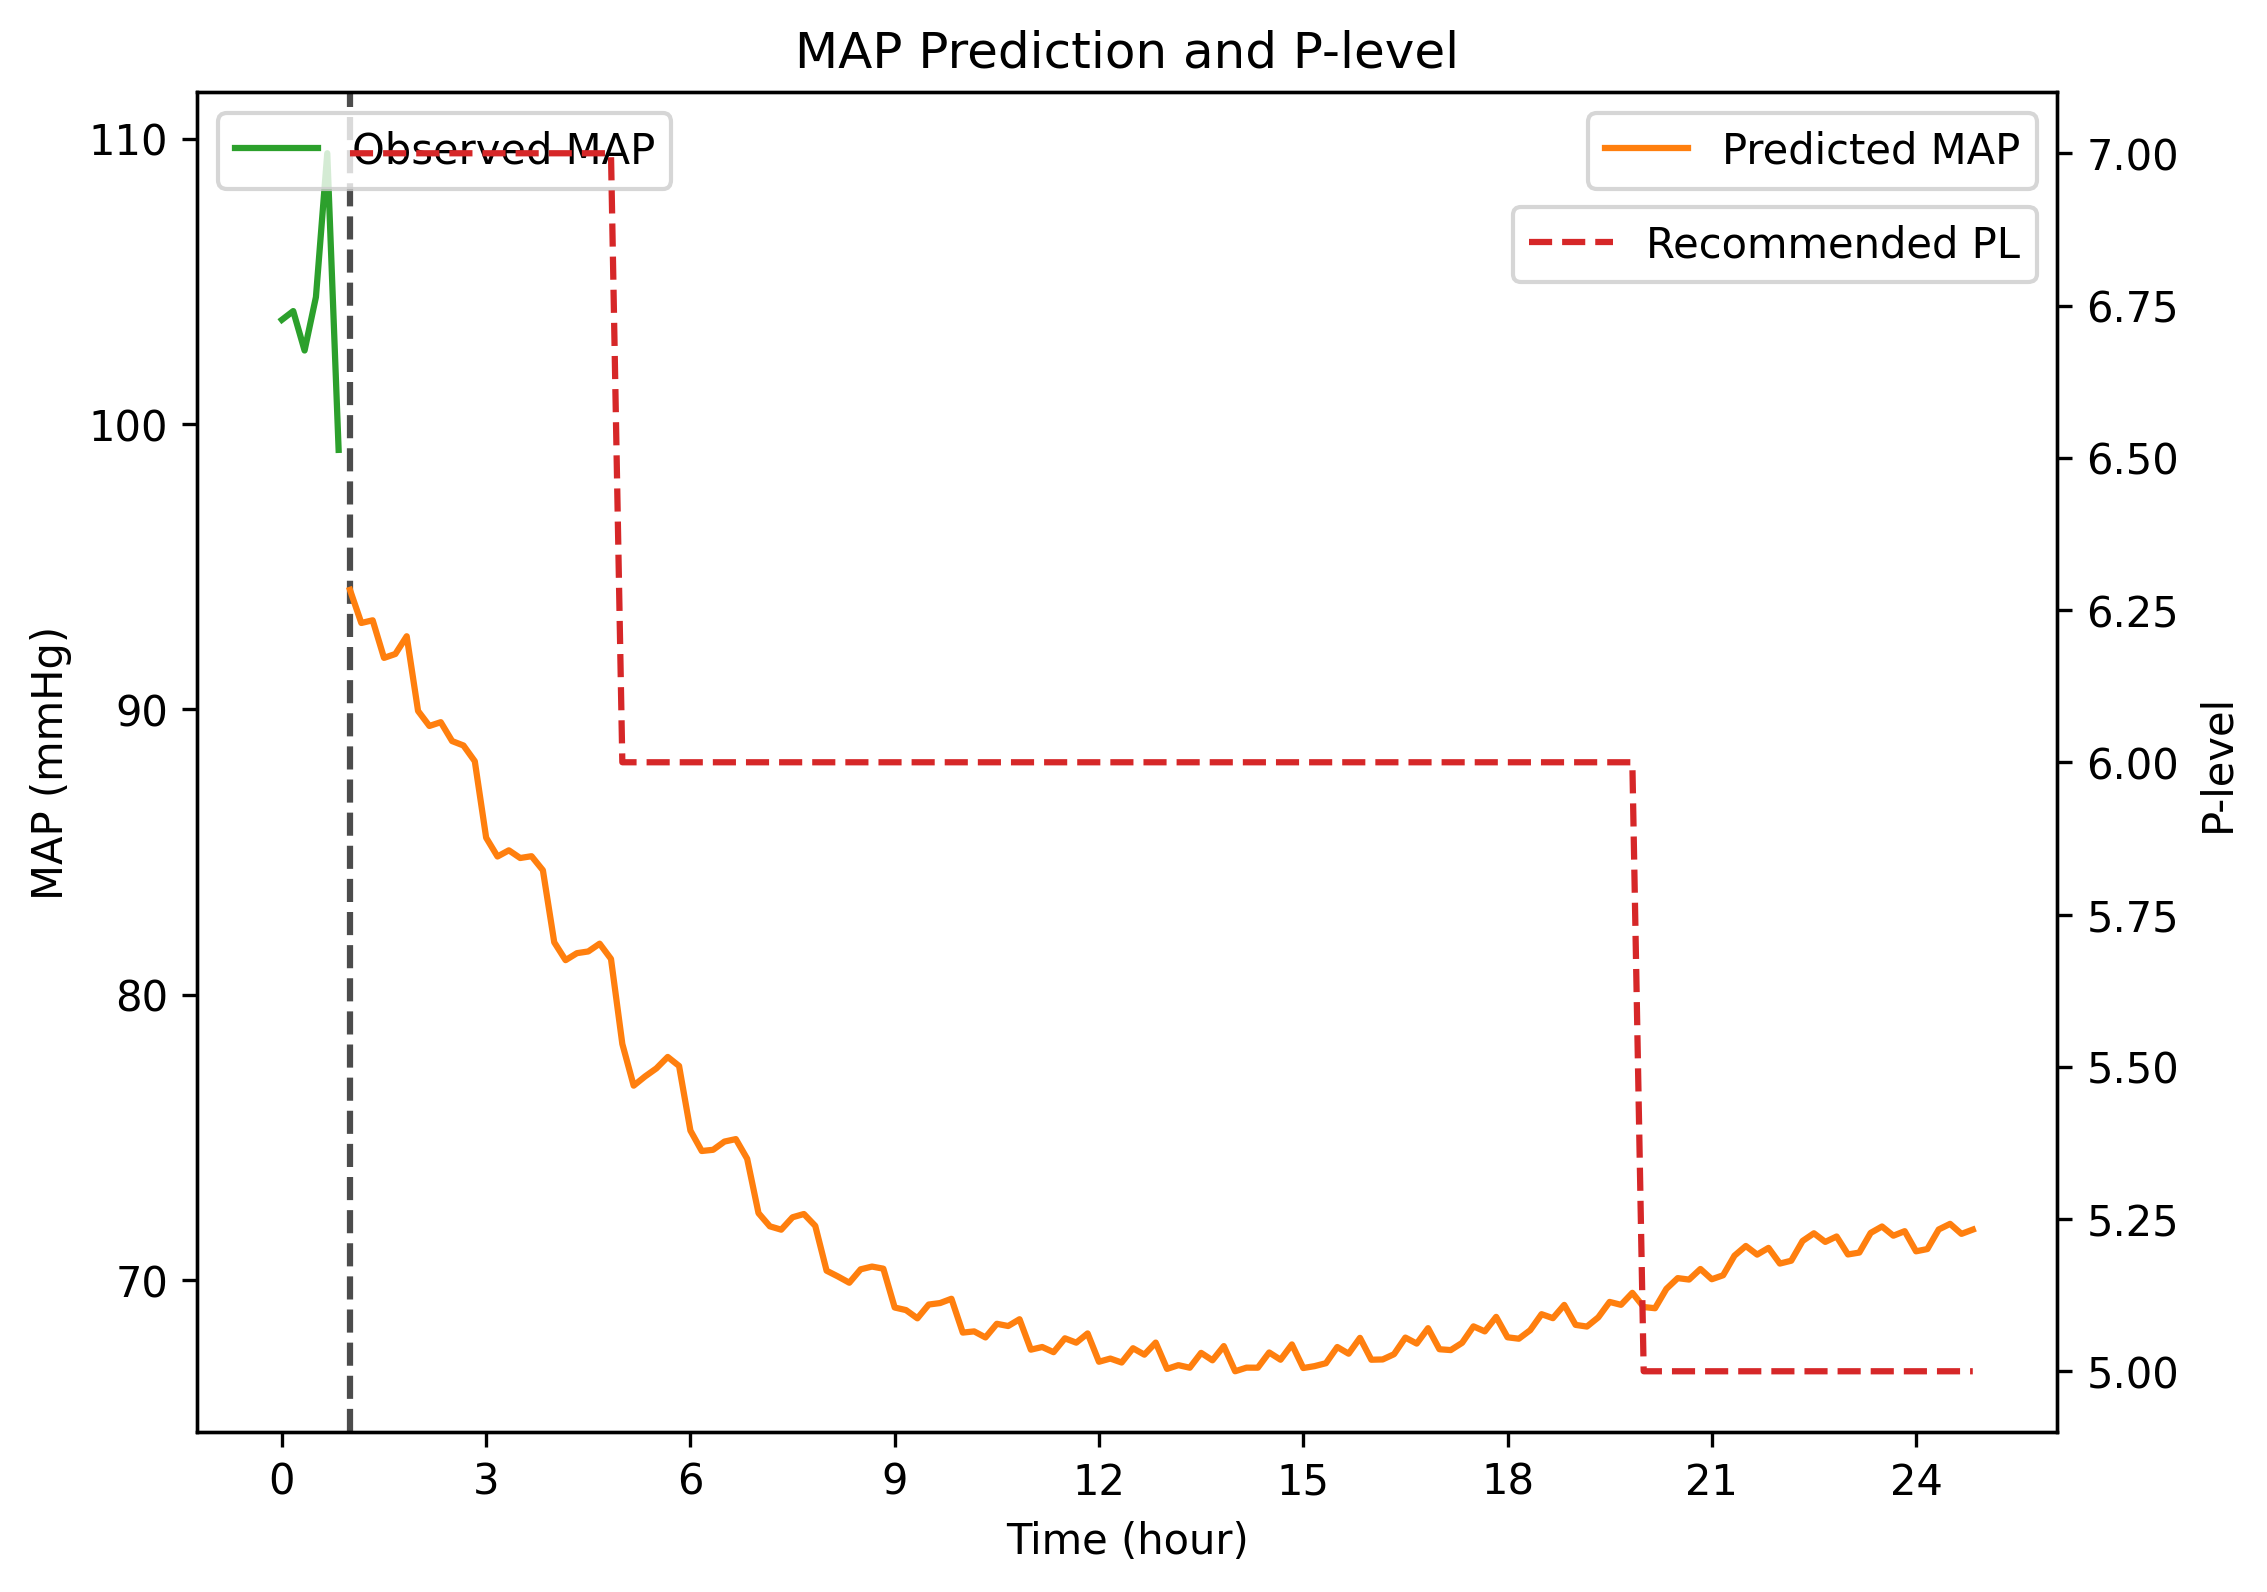 MAP Prediction and P-level
Observed MAP
Predicted MAP
Recommended PL
MAP (mmHg)
110
100
90
80
70
7.00
6.75
6.50
6.25
6.00
5.75
5.50
5.25
5.00
P-level
0 3 6 9 12 15 18 21 24
Time (hour)